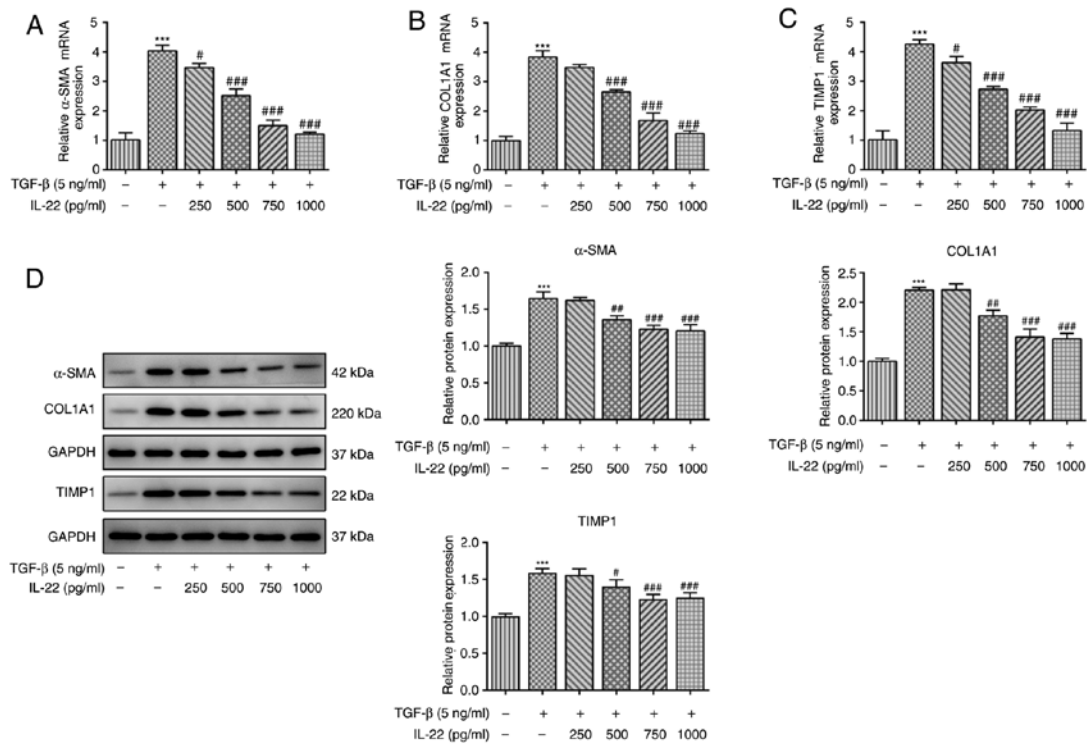 A
Relative α-SMA mRNA
expression
5
4
3
2
1
0
***
#
###
###
###
TGF-β (5 ng/ml) – + + + + +
IL-22 (pg/ml) – – 250 500 750 1000
B
Relative COL1A1 mRNA
expression
5
4
3
2
1
0
***
###
###
###
TGF-β (5 ng/ml) – + + + + +
IL-22 (pg/ml) – – 250 500 750 1000
C
Relative TIMP1 mRNA
expression
5
4
3
2
1
0
***
#
###
###
###
TGF-β (5 ng/ml) – + + + + +
IL-22 (pg/ml) – – 250 500 750 1000
D
α-SMA 42 kDa
COL1A1 220 kDa
GAPDH 37 kDa
TIMP1 22 kDa
GAPDH 37 kDa
TGF-β (5 ng/ml) – + + + + +
IL-22 (pg/ml) – – 250 500 750 1000
α-SMA
Relative protein expression
2.0
1.5
1.0
0.5
0.0
***
##
###
###
TGF-β (5 ng/ml) – + + + + +
IL-22 (pg/ml) – – 250 500 750 1000
COL1A1
Relative protein expression
2.5
2.0
1.5
1.0
0.5
0.0
***
##
###
###
TGF-β (5 ng/ml) – + + + + +
IL-22 (pg/ml) – – 250 500 750 1000
TIMP1
Relative protein expression
2.0
1.5
1.0
0.5
0.0
***
#
###
###
TGF-β (5 ng/ml) – + + + + +
IL-22 (pg/ml) – – 250 500 750 1000